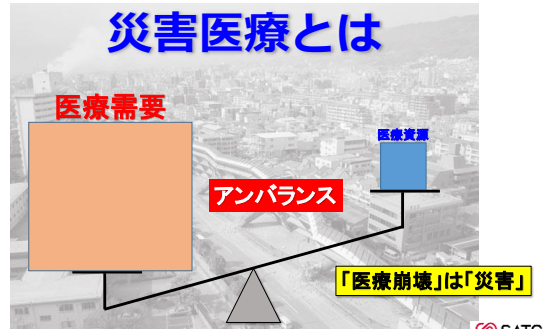 災害医療とは
医療需要
医療資源
アンバランス
「医療崩壊」は「災害」